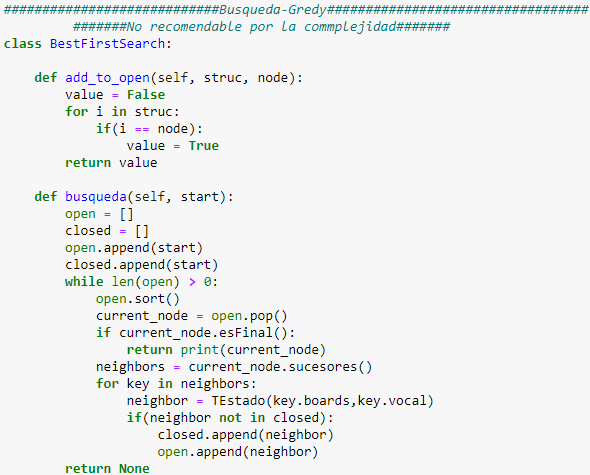 ############################Busqueda-Gredy##################################
#######No recomendable por la commplejidad#######
class BestFirstSearch:
def add_to_open(self, struc, node):
value = False
for i in struc:
if(i == node):
value = True
return value
def busqueda(self, start):
open = []
closed = []
open.append(start)
closed.append(start)
while len(open) > 0:
open.sort()
current_node = open.pop()
if current_node.esFinal():
return print(current_node)
neighbors = current_node.sucesores()
for key in neighbors:
neighbor = TEstado(key.boards,key.vocal)
if(neighbor not in closed):
closed.append(neighbor)
open.append(neighbor)
return None